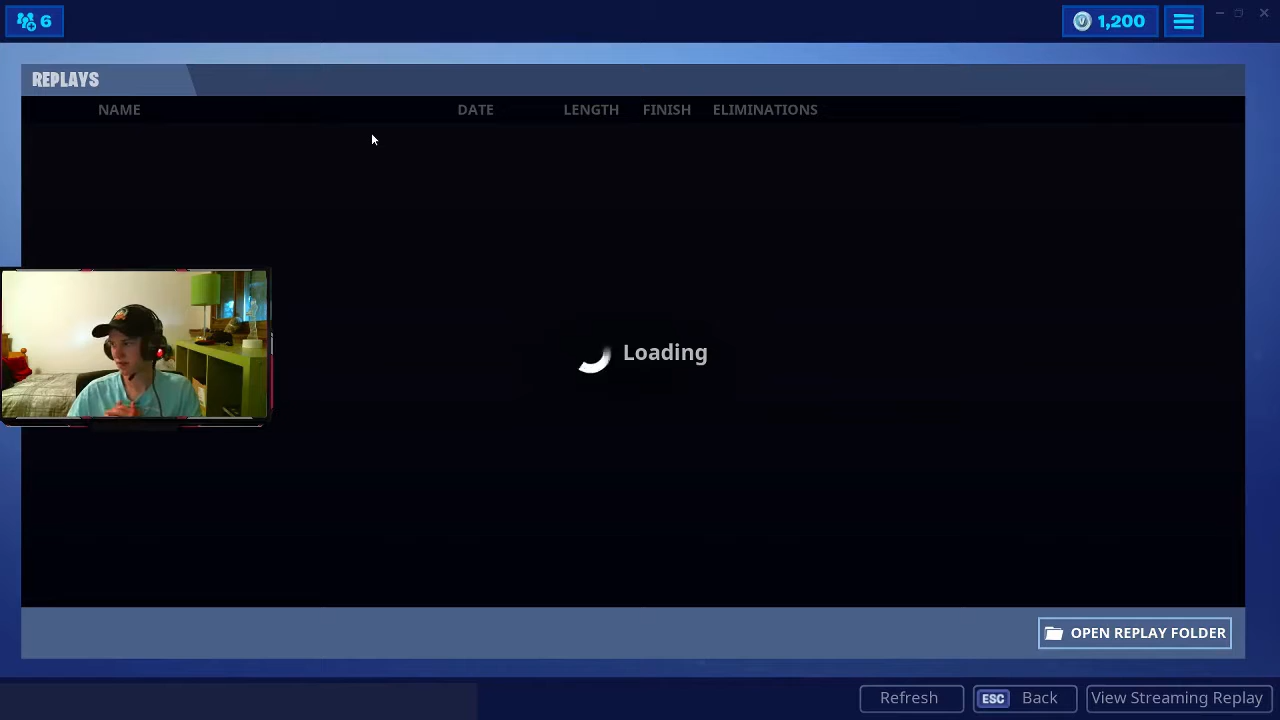 6
1,200
REPLAYS
NAME DATE LENGTH FINISH ELIMINATIONS
Loading
OPEN REPLAY FOLDER
Refresh
ESC Back
View Streaming Replay